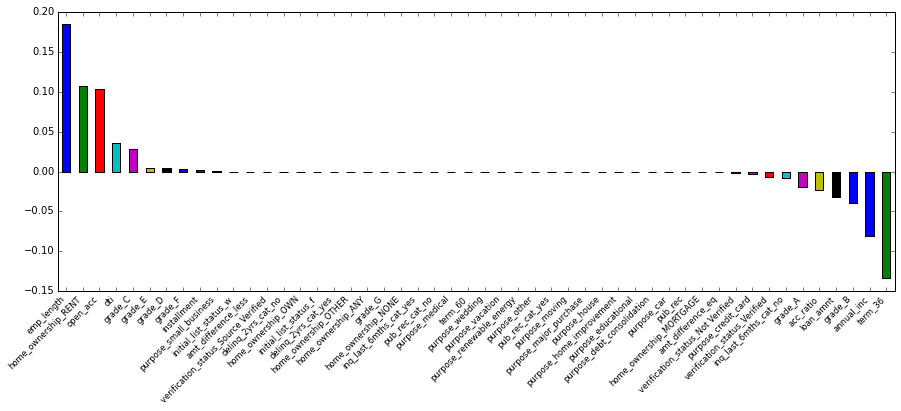 0.20
0.15
0.10
0.05
0.00
−0.05
−0.10
−0.15
emp_length
home_ownership_RENT
open_acc
dti
grade_C
grade_E
grade_D
grade_F
installment
purpose_small_business
initial_list_status_w
amt_difference_less
verification_status_Source Verified
delinq_2yrs_cat_no
home_ownership_OWN
initial_list_status_f
delinq_2yrs_cat_yes
home_ownership_OTHER
home_ownership_ANY
grade_G
home_ownership_NONE
inq_last_6mths_cat_yes
pub_rec_cat_no
purpose_medical
term_60
purpose_wedding
purpose_vacation
purpose_renewable_energy
purpose_other
pub_rec_cat_yes
purpose_moving
purpose_major_purchase
purpose_house
purpose_home_improvement
purpose_educational
purpose_debt_consolidation
purpose_car
pub_rec
home_ownership_MORTGAGE
amt_difference_eq
verification_status_Not Verified
purpose_credit_card
verification_status_Verified
inq_last_6mths_cat_no
grade_A
acc_ratio
loan_amnt
grade_B
annual_inc
term_36